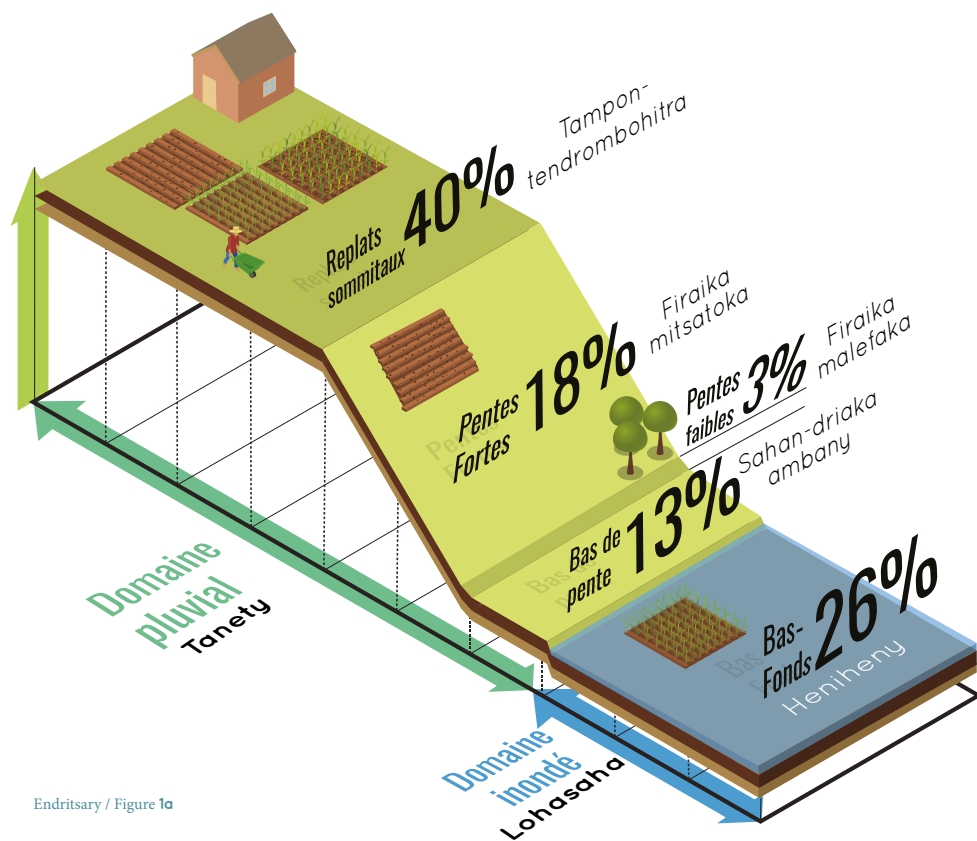 Tampon-
tendrombohitra
Replats
sommitaux
40%
Firaika
mitsatoka
Pentes
Fortes
18%
Firaika
malefaka
Pentes
faibles
3%
Sahan-driaka
ambany
Bas de
pente
13%
Bas-
Fonds
26%
Heniheny
Domaine
pluvial
Tanety
Domaine
inondé
Lohasaha
Endritsary / Figure 1a